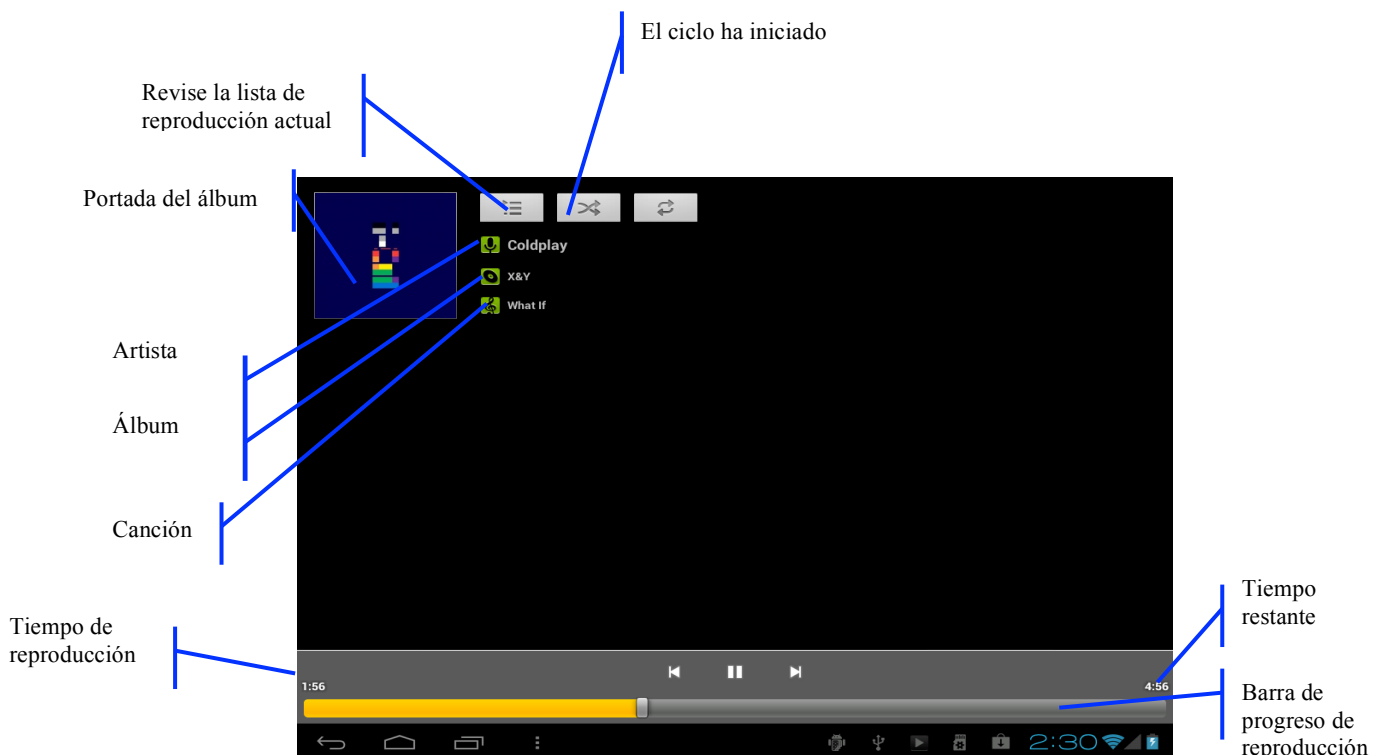 El ciclo ha iniciado
Revise la lista de
reproducción actual
Portada del álbum
Coldplay
X&Y
What If
Artista
Álbum
Canción
Tiempo de
reproducción
Tiempo
restante
1:56
4:56
Barra de
progreso de
reproducción
2:30